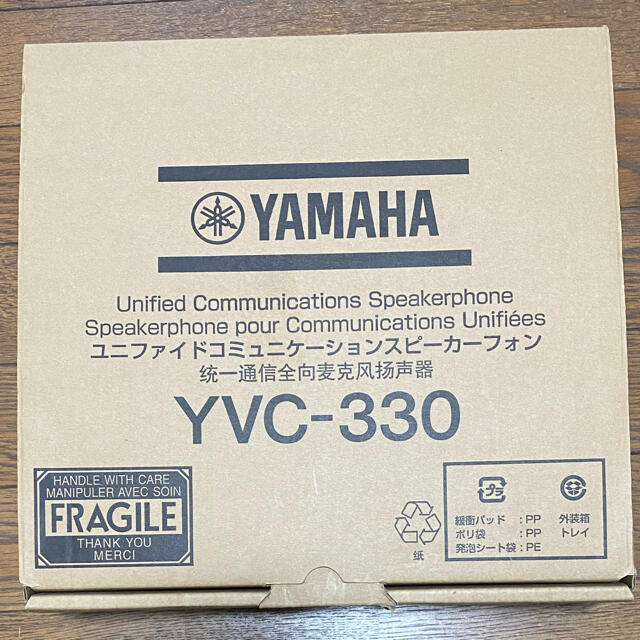 YAMAHA
Unified Communications Speakerphone
Speakerphone pour Communications Unifiées
ユニファイドコミュニケーションスピーカーフォン
统一通信全向麦克风扬声器
YVC-330
HANDLE WITH CARE
MANIPULER AVEC SOIN
FRAGILE
THANK YOU
MERCI
纸
プラ
緩衝パッド : PP
ポリ袋 : PP
発泡シート袋 : PE
外装箱
トレイ